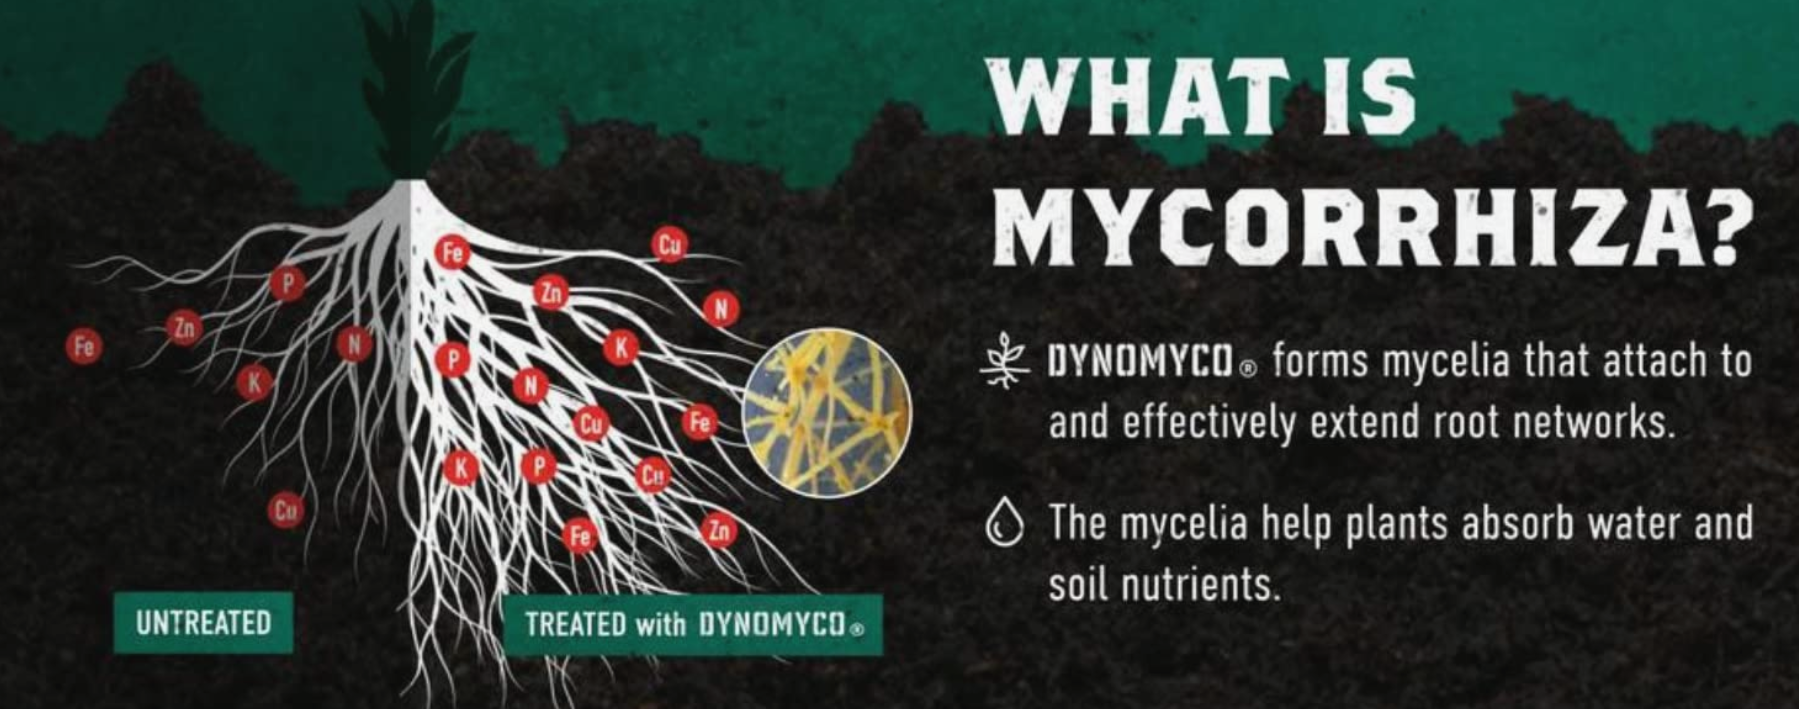 WHAT IS
MYCORRHIZA?
DYNOMYCO® forms mycelia that attach to
and effectively extend root networks.
The mycelia help plants absorb water and
soil nutrients.
Fe
Cu
P
Zn
N
Zn
Fe
N
K
P
K
N
Cu
Fe
K
P
Cu
Cu
Fe
Zn
UNTREATED
TREATED with DYNOMYCO®